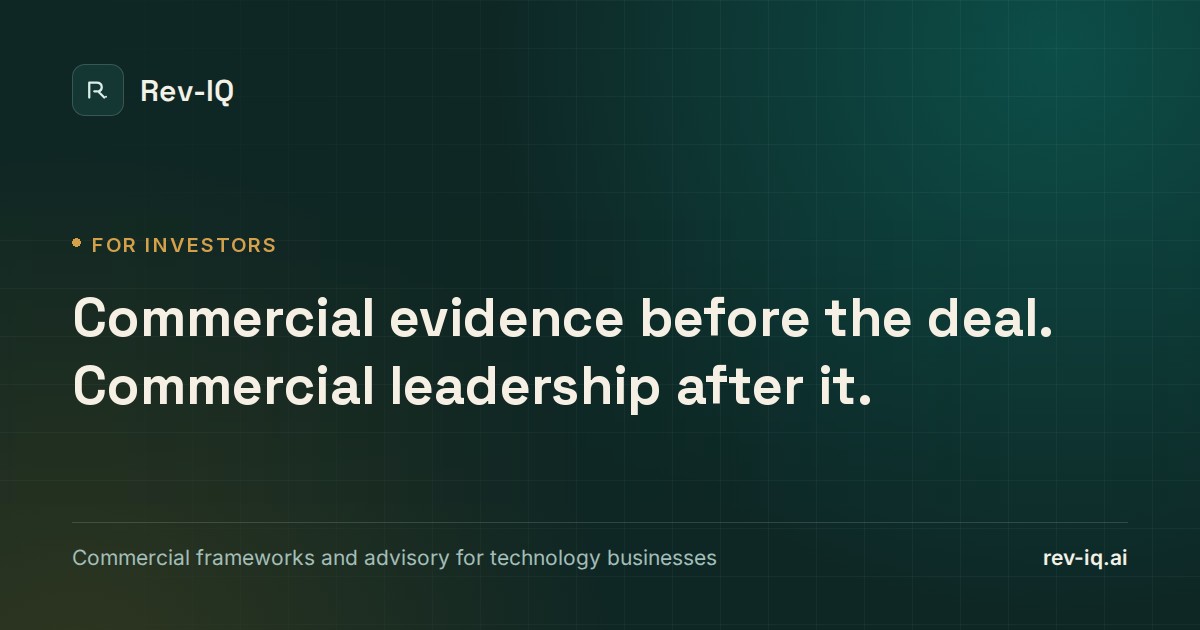 R
Rev-IQ
FOR INVESTORS
Commercial evidence before the deal.
Commercial leadership after it.
Commercial frameworks and advisory for technology businesses
rev-iq.ai